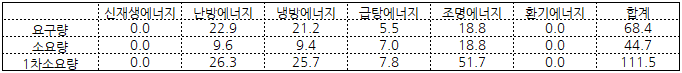 신재생에너지 난방에너지 냉방에너지 급탕에너지 조명에너지 환기에너지 합계
요구량 0.0 22.9 21.2 5.5 18.8 0.0 68.4
소요량 0.0 9.6 9.4 7.0 18.8 0.0 44.7
1차소요량 0.0 26.3 25.7 7.8 51.7 0.0 111.5